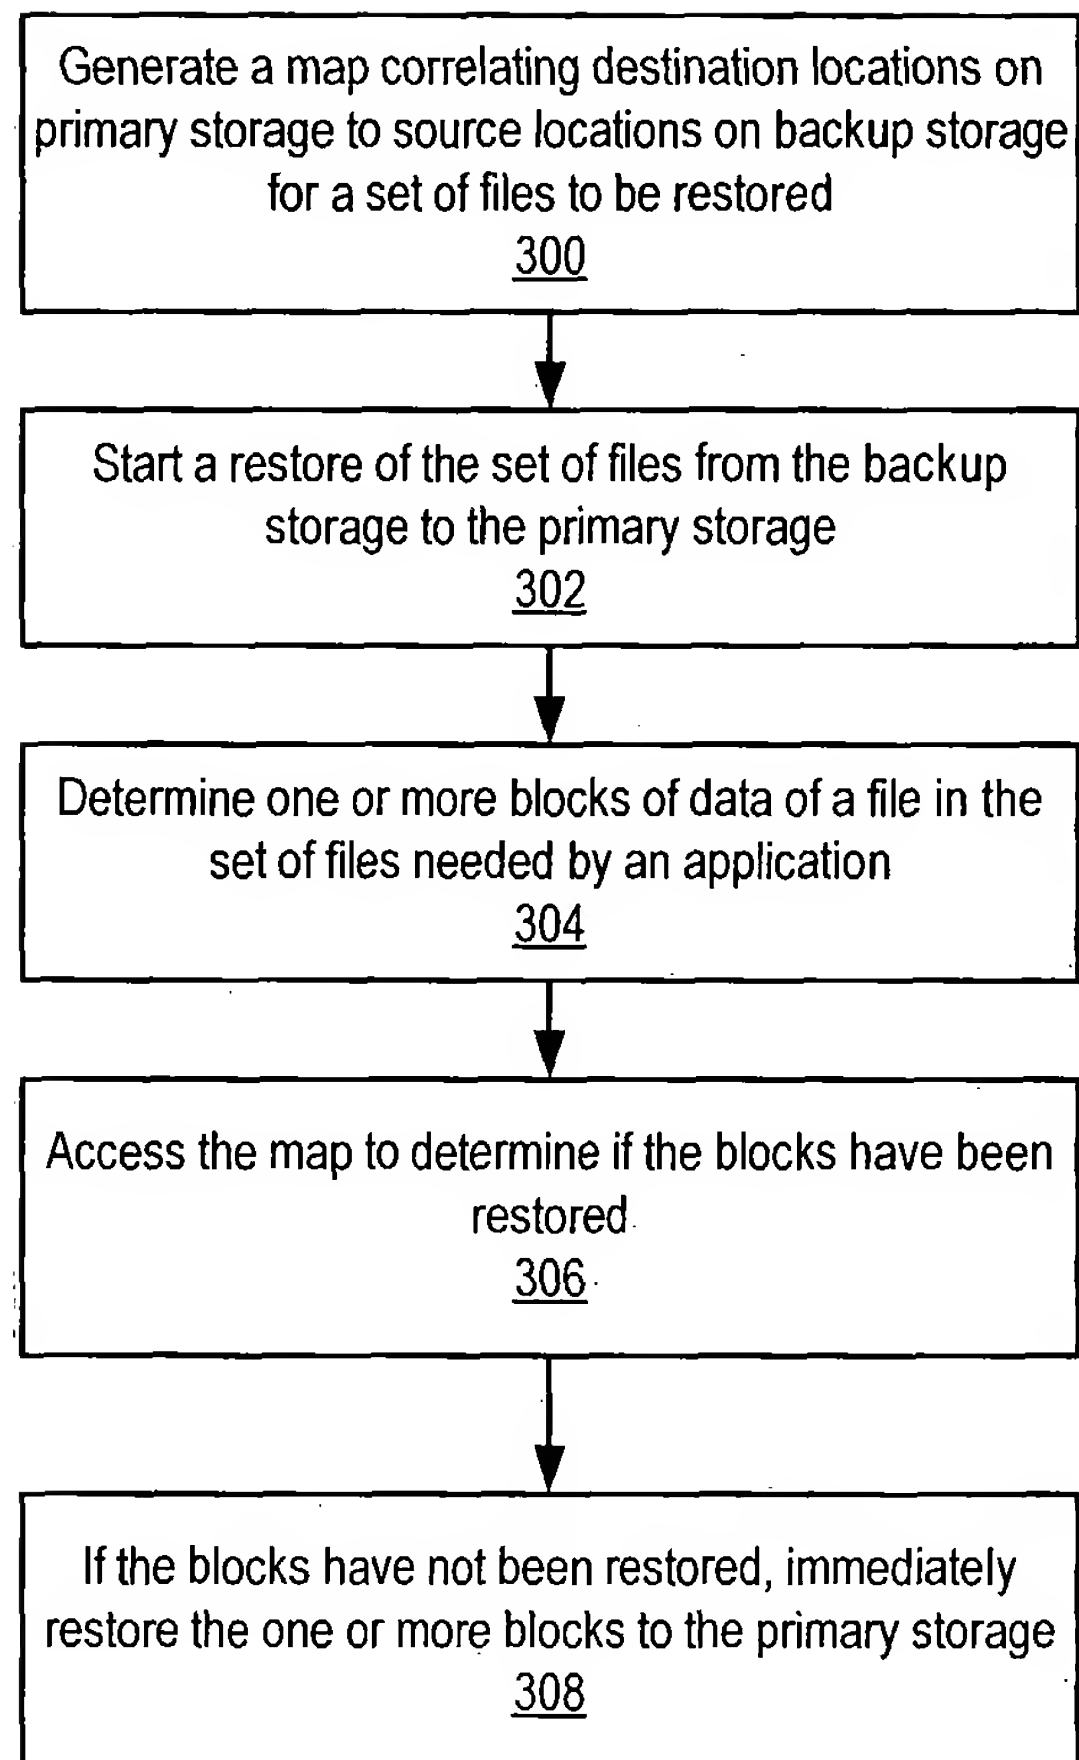 Generate a map correlating destination locations on
primary storage to source locations on backup storage
for a set of files to be restored
300
Start a restore of the set of files from the backup
storage to the primary storage
302
Determine one or more blocks of data of a file in the
set of files needed by an application
304
Access the map to determine if the blocks have been
restored
306
If the blocks have not been restored, immediately
restore the one or more blocks to the primary storage
308